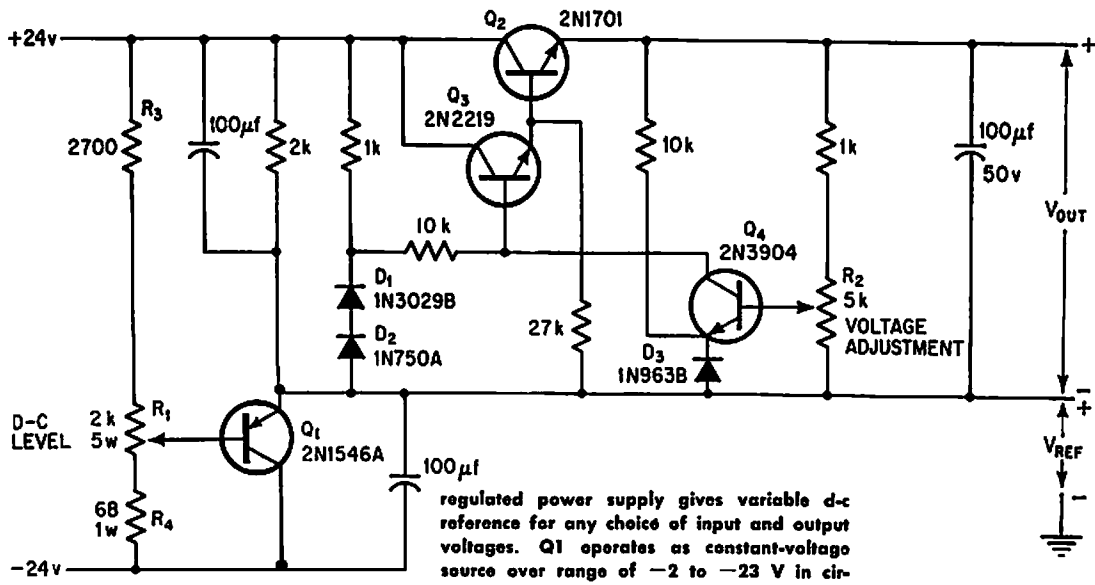 +24v
Q2
2N1701
Q3
2N2219
R3
2700
100μf
2k
1k
10k
1k
100μf
50v
VOUT
10 k
Q4
2N3904
D1
1N3029B
D2
1N750A
27k
R2
5k
VOLTAGE
ADJUSTMENT
D3
1N963B
D-C
LEVEL
2k
5w
R1
Q1
2N1546A
100μf
68
1w
R4
-24v
+
-
+
VREF
-
regulated power supply gives variable d-c
reference for any choice of input and output
voltages. Q1 operates as constant-voltage
source over range of −2 to −23 V in cir-